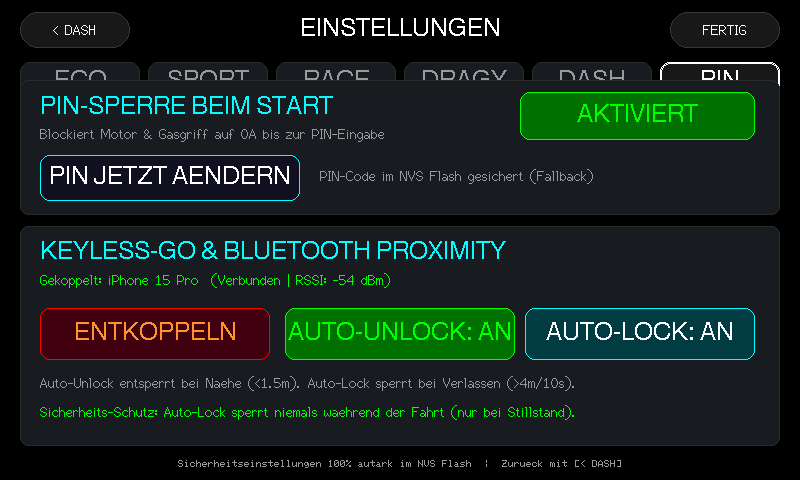 < DASH
EINSTELLUNGEN
FERTIG
ECO SPORT RACE DRAGY DASH PIN
PIN-SPERRE BEIM START
AKTIVIERT
Blockiert Motor & Gasgriff auf 0A bis zur PIN-Eingabe
PIN JETZT AENDERN
PIN-Code im NVS Flash gesichert (Fallback)
KEYLESS-GO & BLUETOOTH PROXIMITY
Gekoppelt: iPhone 15 Pro (Verbunden | RSSI: -54 dBm)
ENTKOPPELN
AUTO-UNLOCK: AN
AUTO-LOCK: AN
Auto-Unlock entsperrt bei Naehe (<1.5m). Auto-Lock sperrt bei Verlassen (>4m/10s).
Sicherheits-Schutz: Auto-Lock sperrt niemals waehrend der Fahrt (nur bei Stillstand).
Sicherheitseinstellungen 100% autark im NVS Flash ¦ Zurueck mit [< DASH]